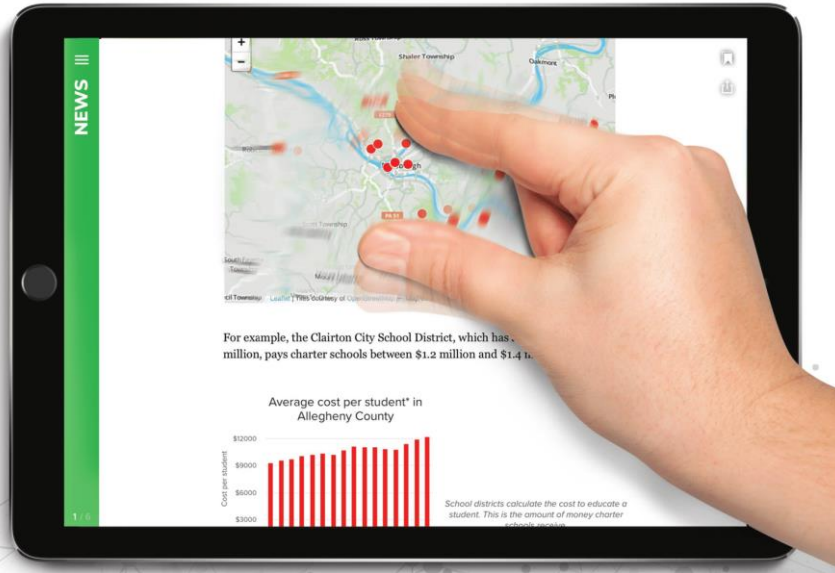 NEWS
1 / 6
+
−
Shaler Township
Oakmont
PA 51
Township
South
Leaflet | Tiles courtesy of
For example, the Clairton City School District, which has
million, pays charter schools between $1.2 million and $1.4
Average cost per student* in
Allegheny County
Cost per student
$12000
$9000
$6000
$3000
School districts calculate the cost to educate a
student. This is the amount of money charter
schools receive